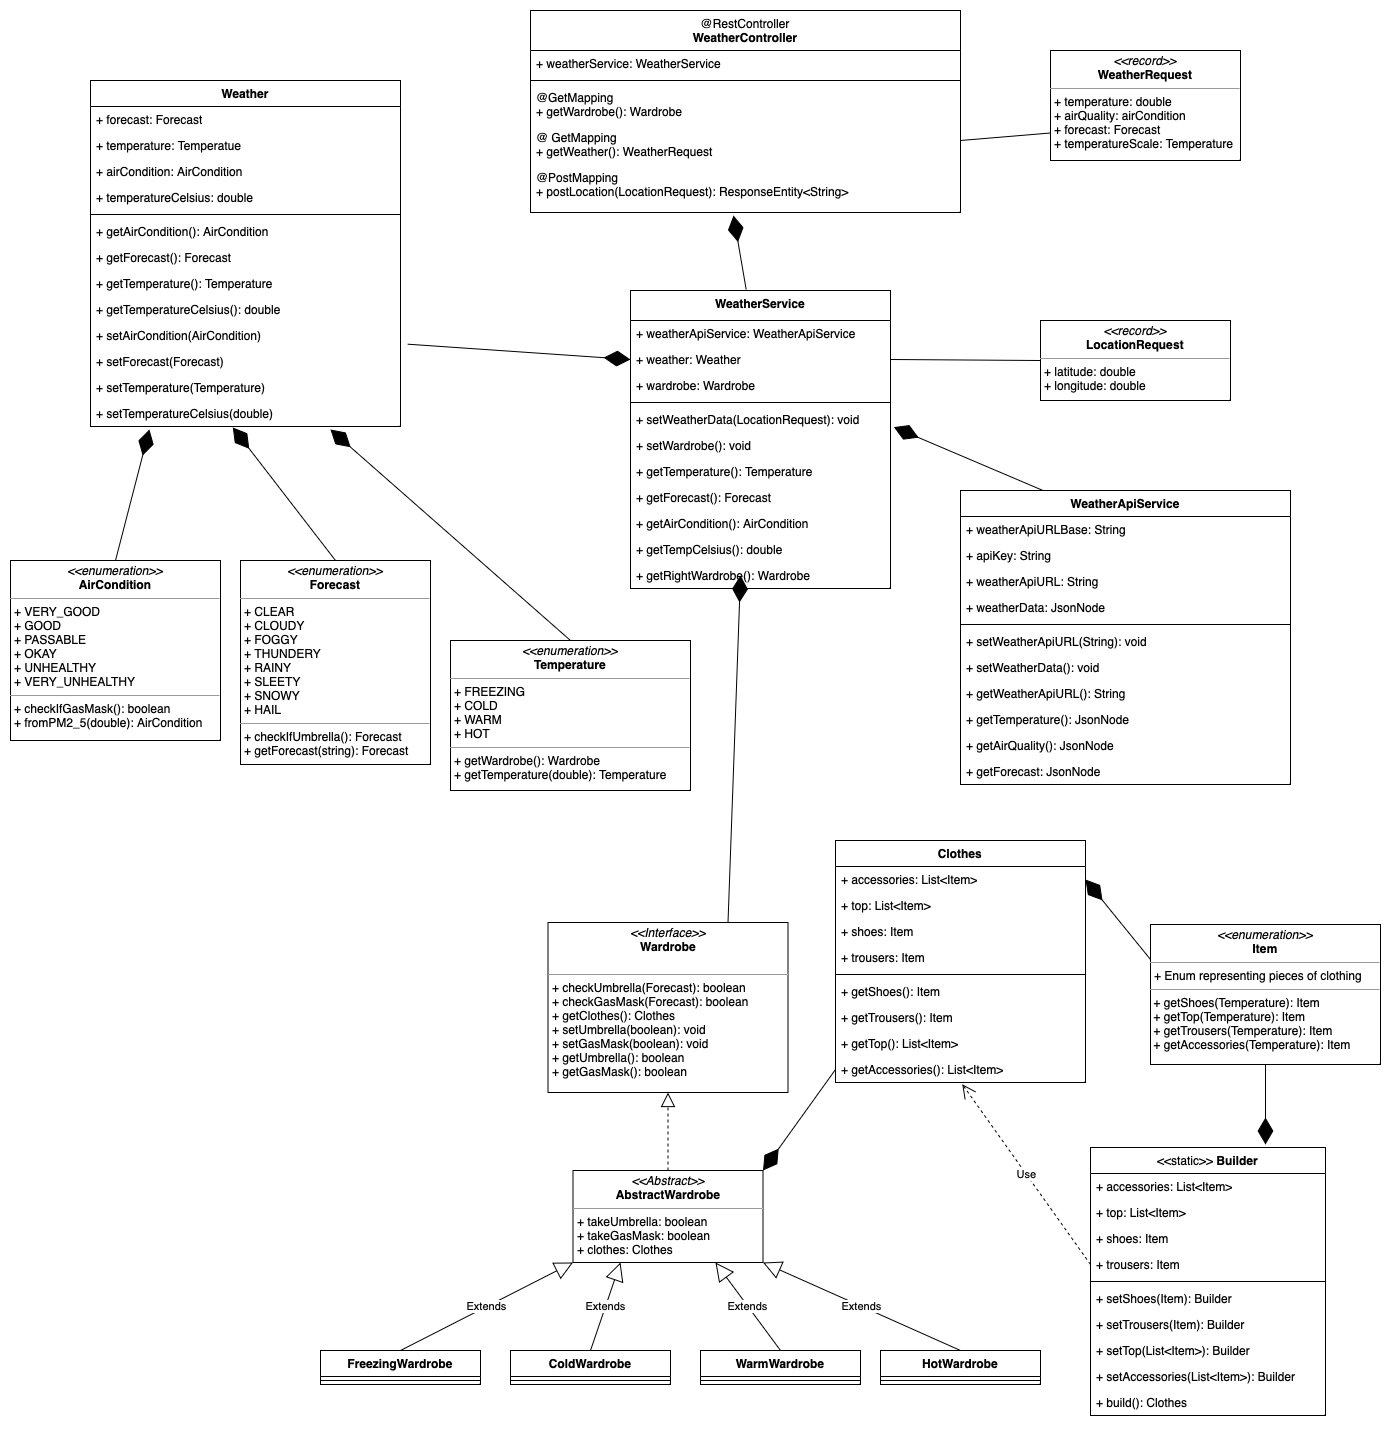 @RestController
WeatherController
+ weatherService: WeatherService
@GetMapping
+ getWardrobe(): Wardrobe
@ GetMapping
+ getWeather(): WeatherRequest
@PostMapping
+ postLocation(LocationRequest): ResponseEntity<String>
<<record>>
WeatherRequest
+ temperature: double
+ airQuality: airCondition
+ forecast: Forecast
+ temperatureScale: Temperature
Weather
+ forecast: Forecast
+ temperature: Temperatue
+ airCondition: AirCondition
+ temperatureCelsius: double
+ getAirCondition(): AirCondition
+ getForecast(): Forecast
+ getTemperature(): Temperature
+ getTemperatureCelsius(): double
+ setAirCondition(AirCondition)
+ setForecast(Forecast)
+ setTemperature(Temperature)
+ setTemperatureCelsius(double)
WeatherService
+ weatherApiService: WeatherApiService
+ weather: Weather
+ wardrobe: Wardrobe
+ setWeatherData(LocationRequest): void
+ setWardrobe(): void
+ getTemperature(): Temperature
+ getForecast(): Forecast
+ getAirCondition(): AirCondition
+ getTempCelsius(): double
+ getRightWardrobe(): Wardrobe
<<record>>
LocationRequest
+ latitude: double
+ longitude: double
WeatherApiService
+ weatherApiURLBase: String
+ apiKey: String
+ weatherApiURL: String
+ weatherData: JsonNode
+ setWeatherApiURL(String): void
+ setWeatherData(): void
+ getWeatherApiURL(): String
+ getTemperature(): JsonNode
+ getAirQuality(): JsonNode
+ getForecast: JsonNode
<<enumeration>>
AirCondition
+ VERY_GOOD
+ GOOD
+ PASSABLE
+ OKAY
+ UNHEALTHY
+ VERY_UNHEALTHY
+ checkIfGasMask(): boolean
+ fromPM2_5(double): AirCondition
<<enumeration>>
Forecast
+ CLEAR
+ CLOUDY
+ FOGGY
+ THUNDERY
+ RAINY
+ SLEETY
+ SNOWY
+ HAIL
+ checkIfUmbrella(): Forecast
+ getForecast(string): Forecast
<<enumeration>>
Temperature
+ FREEZING
+ COLD
+ WARM
+ HOT
+ getWardrobe(): Wardrobe
+ getTemperature(double): Temperature
Clothes
+ accessories: List<Item>
+ top: List<Item>
+ shoes: Item
+ trousers: Item
+ getShoes(): Item
+ getTrousers(): Item
+ getTop(): List<Item>
+ getAccessories(): List<Item>
<<enumeration>>
Item
+ Enum representing pieces of clothing
+ getShoes(Temperature): Item
+ getTop(Temperature): Item
+ getTrousers(Temperature): Item
+ getAccessories(Temperature): Item
<<Interface>>
Wardrobe
+ checkUmbrella(Forecast): boolean
+ checkGasMask(Forecast): boolean
+ getClothes(): Clothes
+ setUmbrella(boolean): void
+ setGasMask(boolean): void
+ getUmbrella(): boolean
+ getGasMask(): boolean
<<Abstract>>
AbstractWardrobe
+ takeUmbrella: boolean
+ takeGasMask: boolean
+ clothes: Clothes
Use
<<static>> Builder
+ accessories: List<Item>
+ top: List<Item>
+ shoes: Item
+ trousers: Item
+ setShoes(Item): Builder
+ setTrousers(Item): Builder
+ setTop(List<Item>): Builder
+ setAccessories(List<Item>): Builder
+ build(): Clothes
Extends
Extends
Extends
Extends
FreezingWardrobe
ColdWardrobe
WarmWardrobe
HotWardrobe